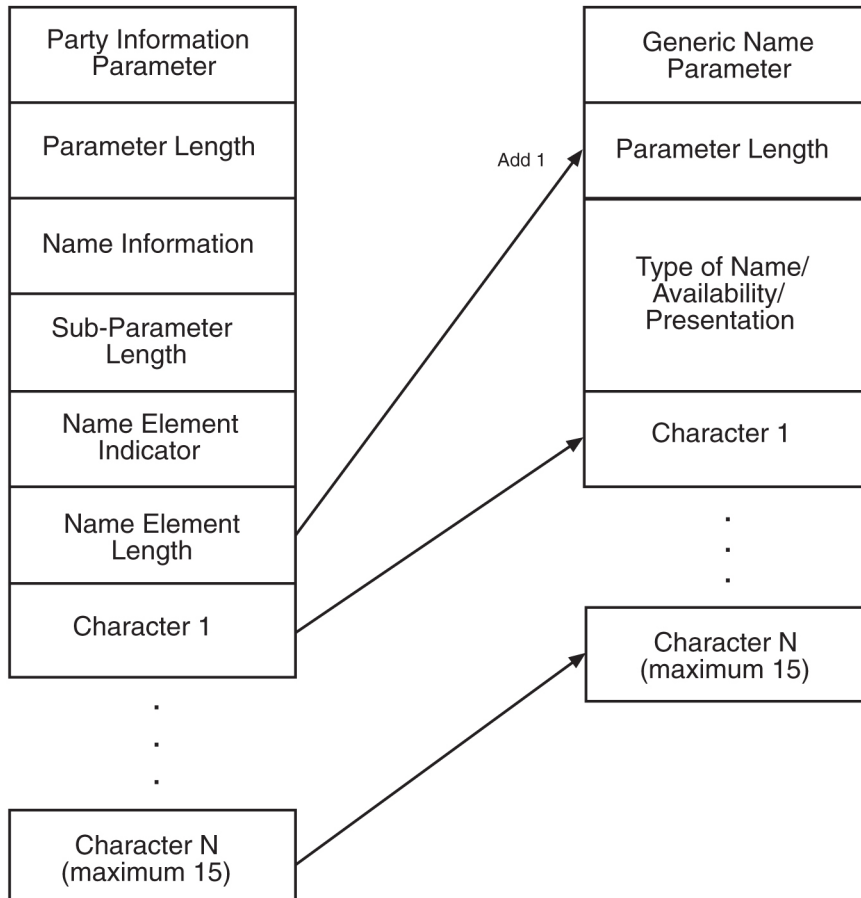 Party Information
Parameter
Parameter Length
Name Information
Sub-Parameter
Length
Name Element
Indicator
Name Element
Length
Character 1
Character N
(maximum 15)
Add 1
Generic Name
Parameter
Parameter Length
Type of Name/
Availability/
Presentation
Character 1
Character N
(maximum 15)